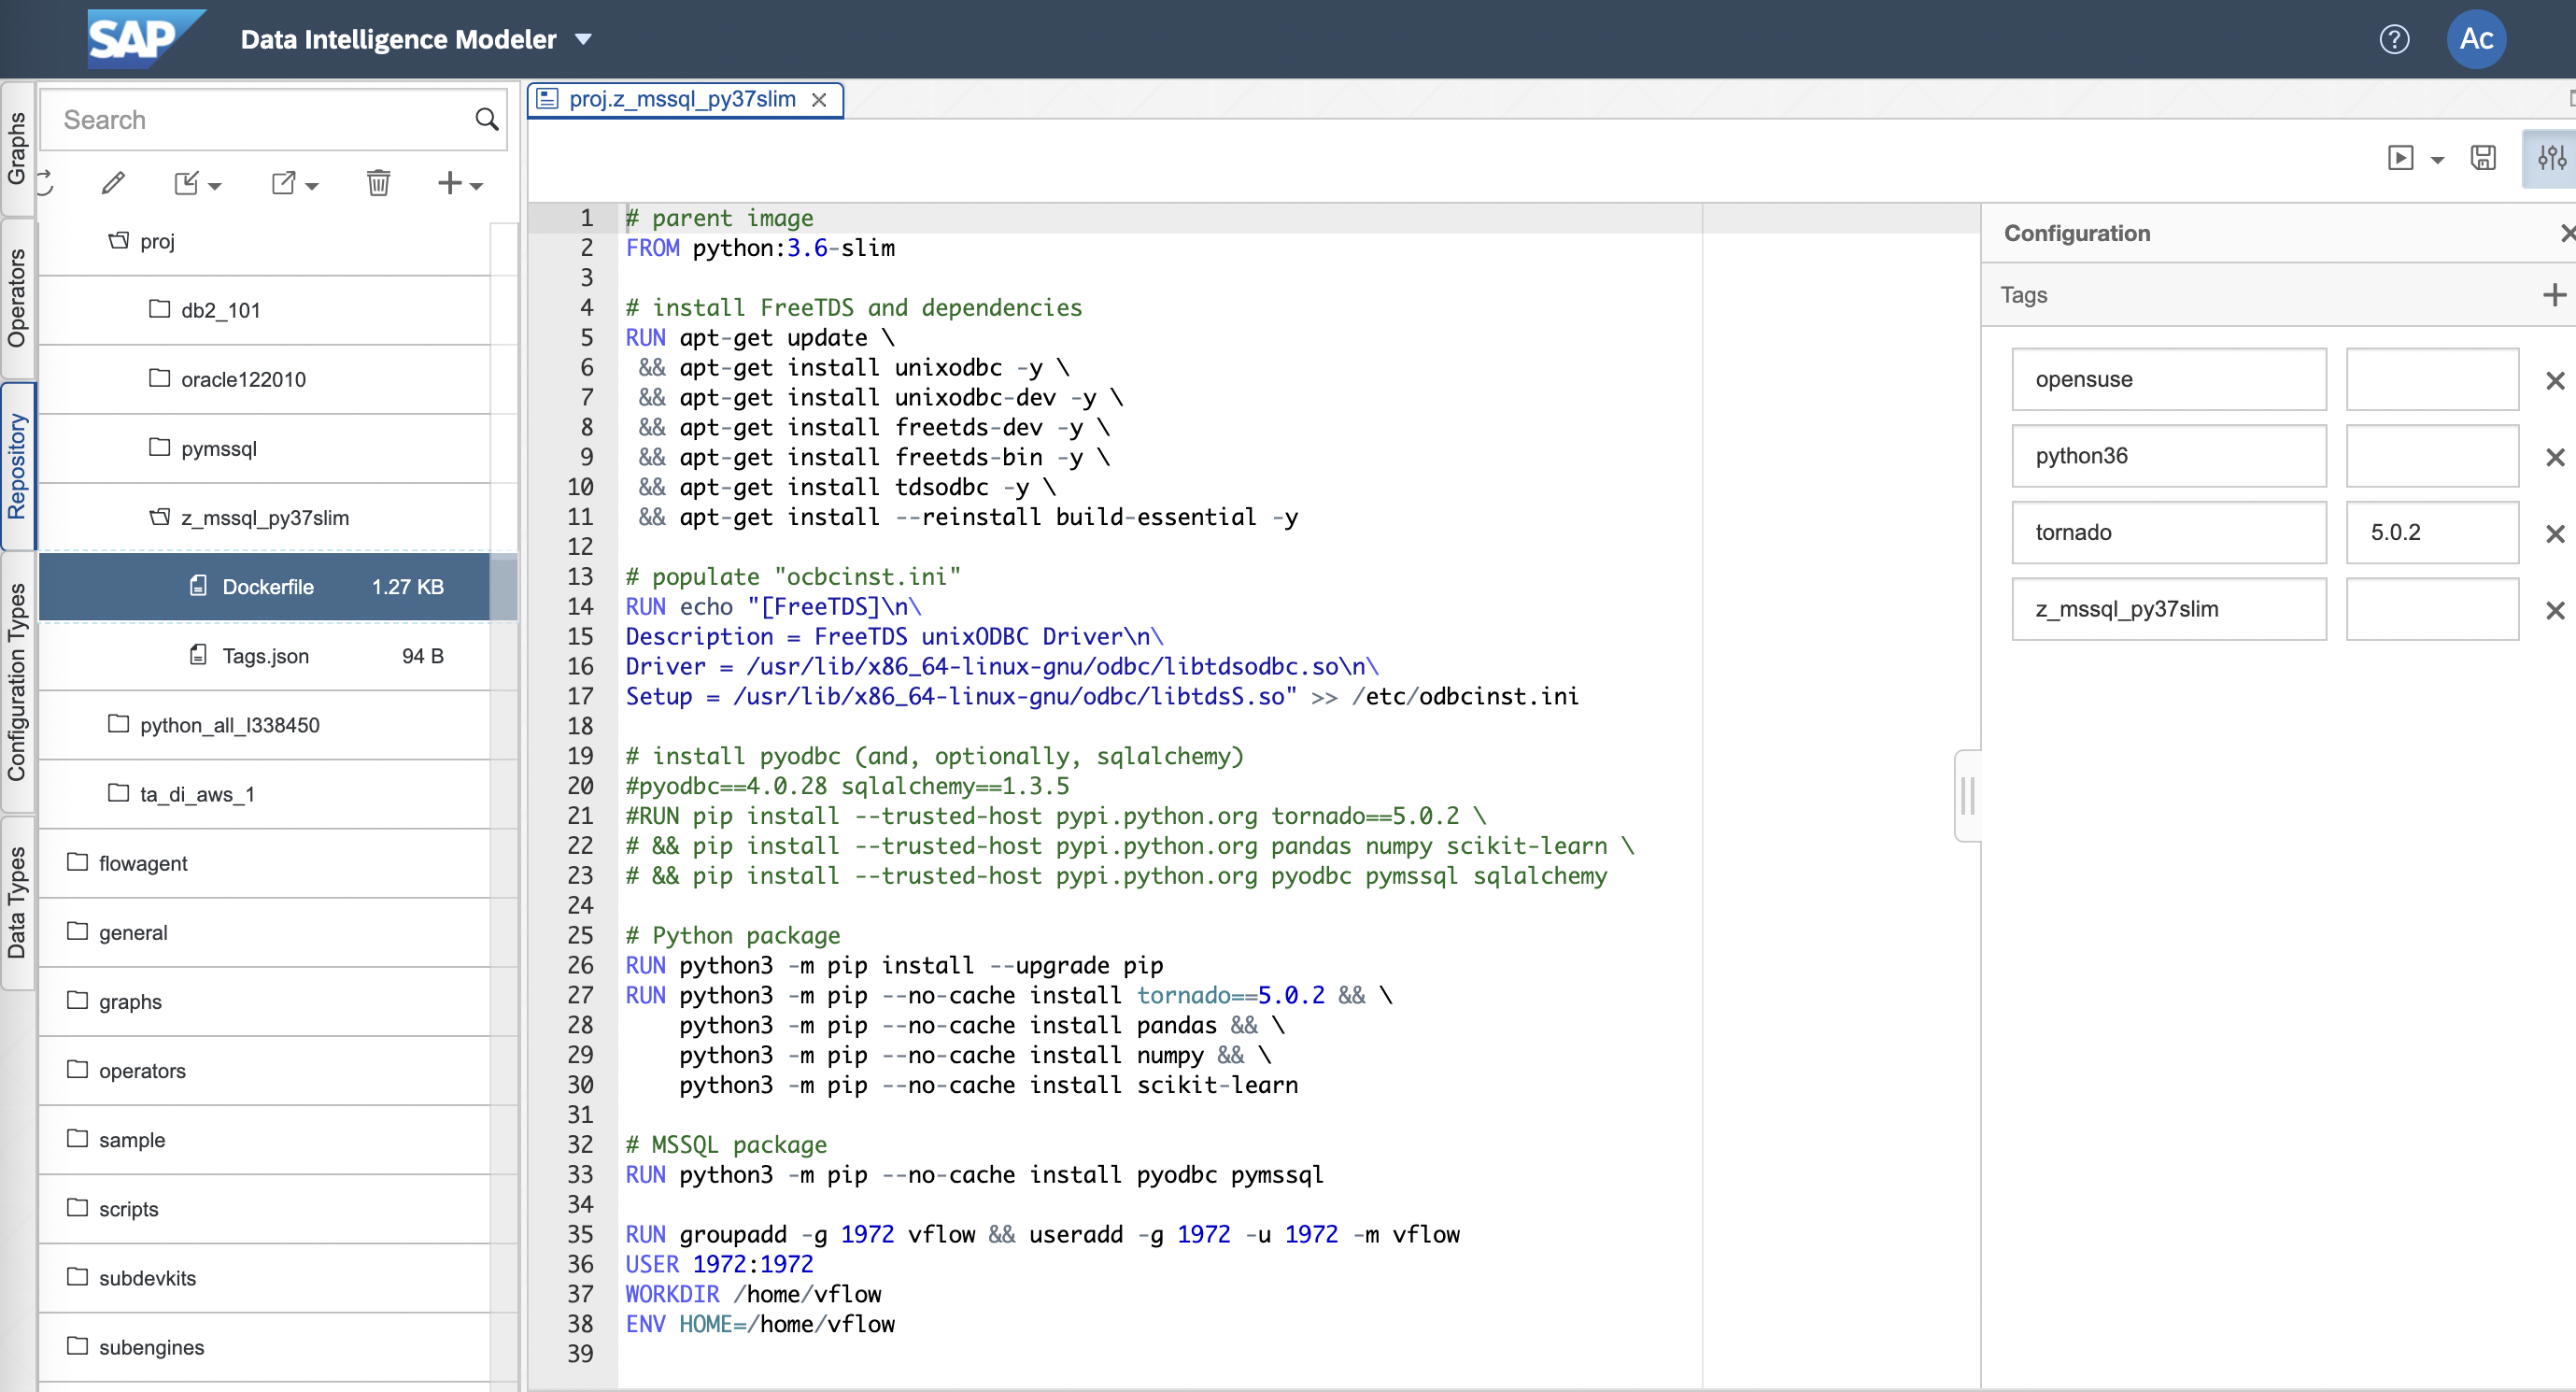 SAP Data Intelligence Modeler
? Ac
Graphs
Operators
Repository
Configuration Types
Data Types
Search
proj
db2_101
oracle122010
pymssql
z_mssql_py37slim
Dockerfile 1.27 KB
Tags.json 94 B
python_all_I338450
ta_di_aws_1
flowagent
general
graphs
operators
sample
scripts
subdevkits
subengines
proj.z_mssql_py37slim
1 # parent image
2 FROM python:3.6-slim
3
4 # install FreeTDS and dependencies
5 RUN apt-get update \
6  && apt-get install unixodbc -y \
7  && apt-get install unixodbc-dev -y \
8  && apt-get install freetds-dev -y \
9  && apt-get install freetds-bin -y \
10  && apt-get install tdsodbc -y \
11  && apt-get install --reinstall build-essential -y
12
13 # populate "ocbcinst.ini"
14 RUN echo "[FreeTDS]\n\
15 Description = FreeTDS unixODBC Driver\n\
16 Driver = /usr/lib/x86_64-linux-gnu/odbc/libtdsodbc.so\n\
17 Setup = /usr/lib/x86_64-linux-gnu/odbc/libtdsS.so" >> /etc/odbcinst.ini
18
19 # install pyodbc (and, optionally, sqlalchemy)
20 #pyodbc==4.0.28 sqlalchemy==1.3.5
21 #RUN pip install --trusted-host pypi.python.org tornado==5.0.2 \
22 # && pip install --trusted-host pypi.python.org pandas numpy scikit-learn \
23 # && pip install --trusted-host pypi.python.org pyodbc pymssql sqlalchemy
24
25 # Python package
26 RUN python3 -m pip install --upgrade pip
27 RUN python3 -m pip --no-cache install tornado==5.0.2 && \
28     python3 -m pip --no-cache install pandas && \
29     python3 -m pip --no-cache install numpy && \
30     python3 -m pip --no-cache install scikit-learn
31
32 # MSSQL package
33 RUN python3 -m pip --no-cache install pyodbc pymssql
34
35 RUN groupadd -g 1972 vflow && useradd -g 1972 -u 1972 -m vflow
36 USER 1972:1972
37 WORKDIR /home/vflow
38 ENV HOME=/home/vflow
39
Configuration
Tags
opensuse
python36
tornado 5.0.2
z_mssql_py37slim